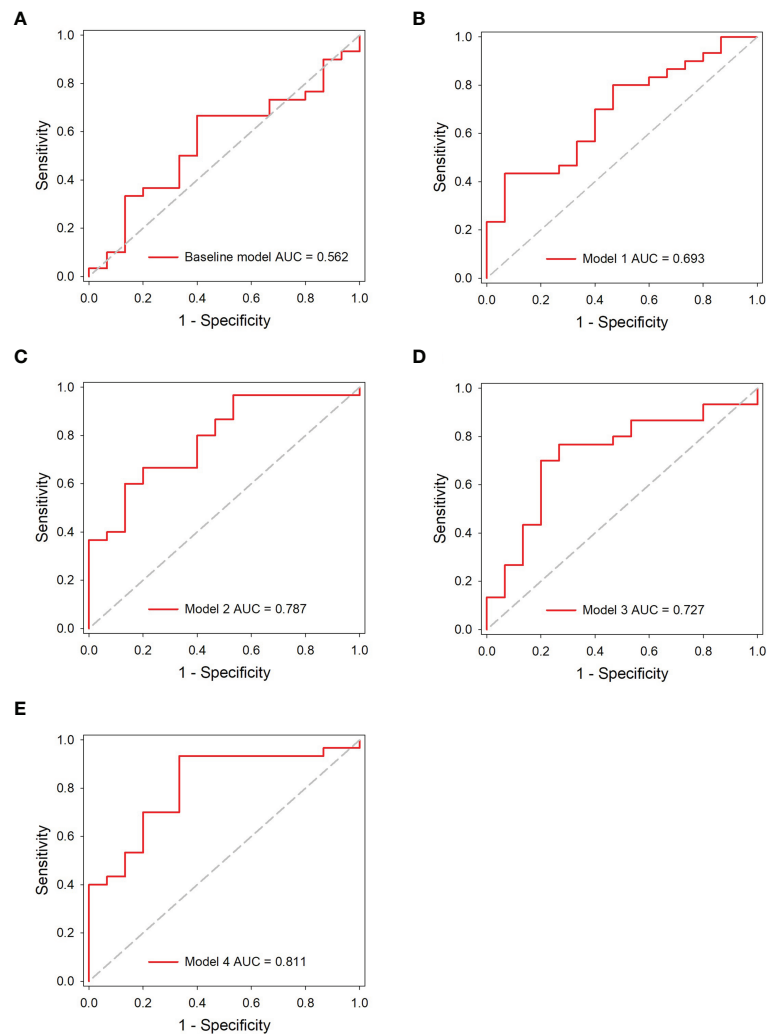 A
Sensitivity
1.0
0.8
0.6
0.4
0.2
0.0
Baseline model AUC = 0.562
0.0 0.2 0.4 0.6 0.8 1.0
1 - Specificity
B
Sensitivity
1.0
0.8
0.6
0.4
0.2
0.0
Model 1 AUC = 0.693
0.0 0.2 0.4 0.6 0.8 1.0
1 - Specificity
C
Sensitivity
1.0
0.8
0.6
0.4
0.2
0.0
Model 2 AUC = 0.787
0.0 0.2 0.4 0.6 0.8 1.0
1 - Specificity
D
Sensitivity
1.0
0.8
0.6
0.4
0.2
0.0
Model 3 AUC = 0.727
0.0 0.2 0.4 0.6 0.8 1.0
1 - Specificity
E
Sensitivity
1.0
0.8
0.6
0.4
0.2
0.0
Model 4 AUC = 0.811
0.0 0.2 0.4 0.6 0.8 1.0
1 - Specificity